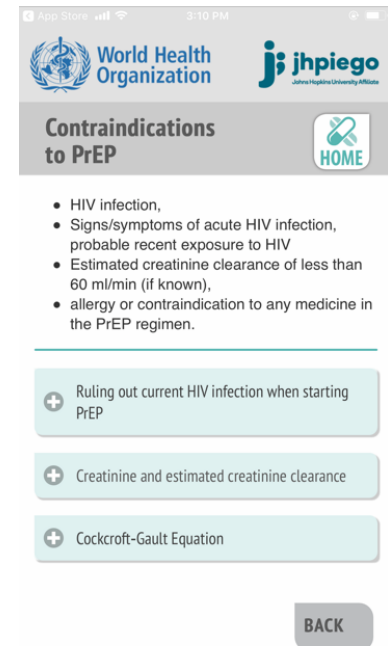 App Store
3:10 PM
World Health
Organization
jhpiego
Johns Hopkins University Affiliate
Contraindications
to PrEP
HOME
● HIV infection,
● Signs/symptoms of acute HIV infection,
probable recent exposure to HIV
● Estimated creatinine clearance of less than
60 ml/min (if known),
● allergy or contraindication to any medicine in
the PrEP regimen.
Ruling out current HIV infection when starting
PrEP
Creatinine and estimated creatinine clearance
Cockcroft-Gault Equation
BACK